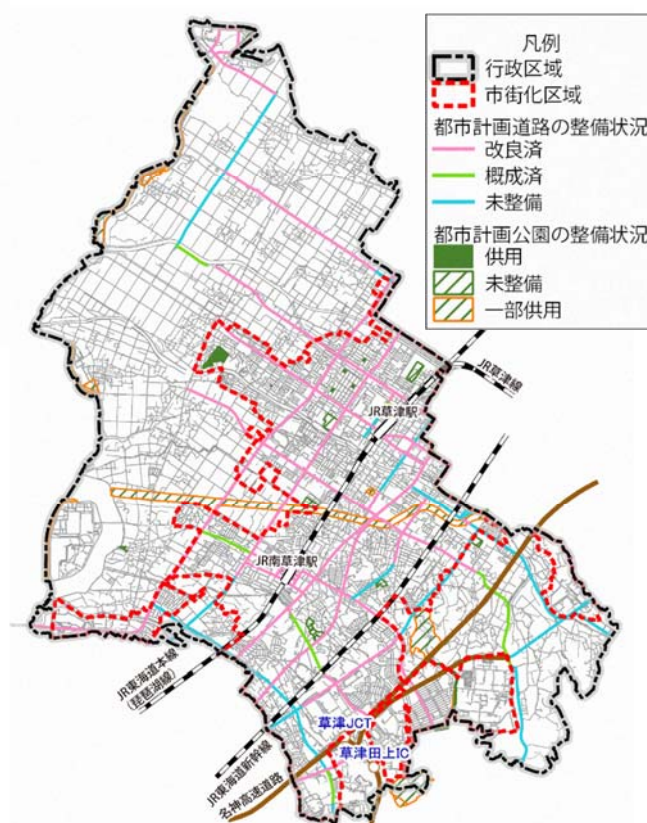 凡例
行政区域
市街化区域
都市計画道路の整備状況
改良済
概成済
未整備
都市計画公園の整備状況
供用
未整備
一部供用
JR草津線
JR草津駅
JR南草津駅
JR東海道本線
(琵琶湖線)
草津JCT
草津田上IC
JR東海道新幹線
名神高速道路